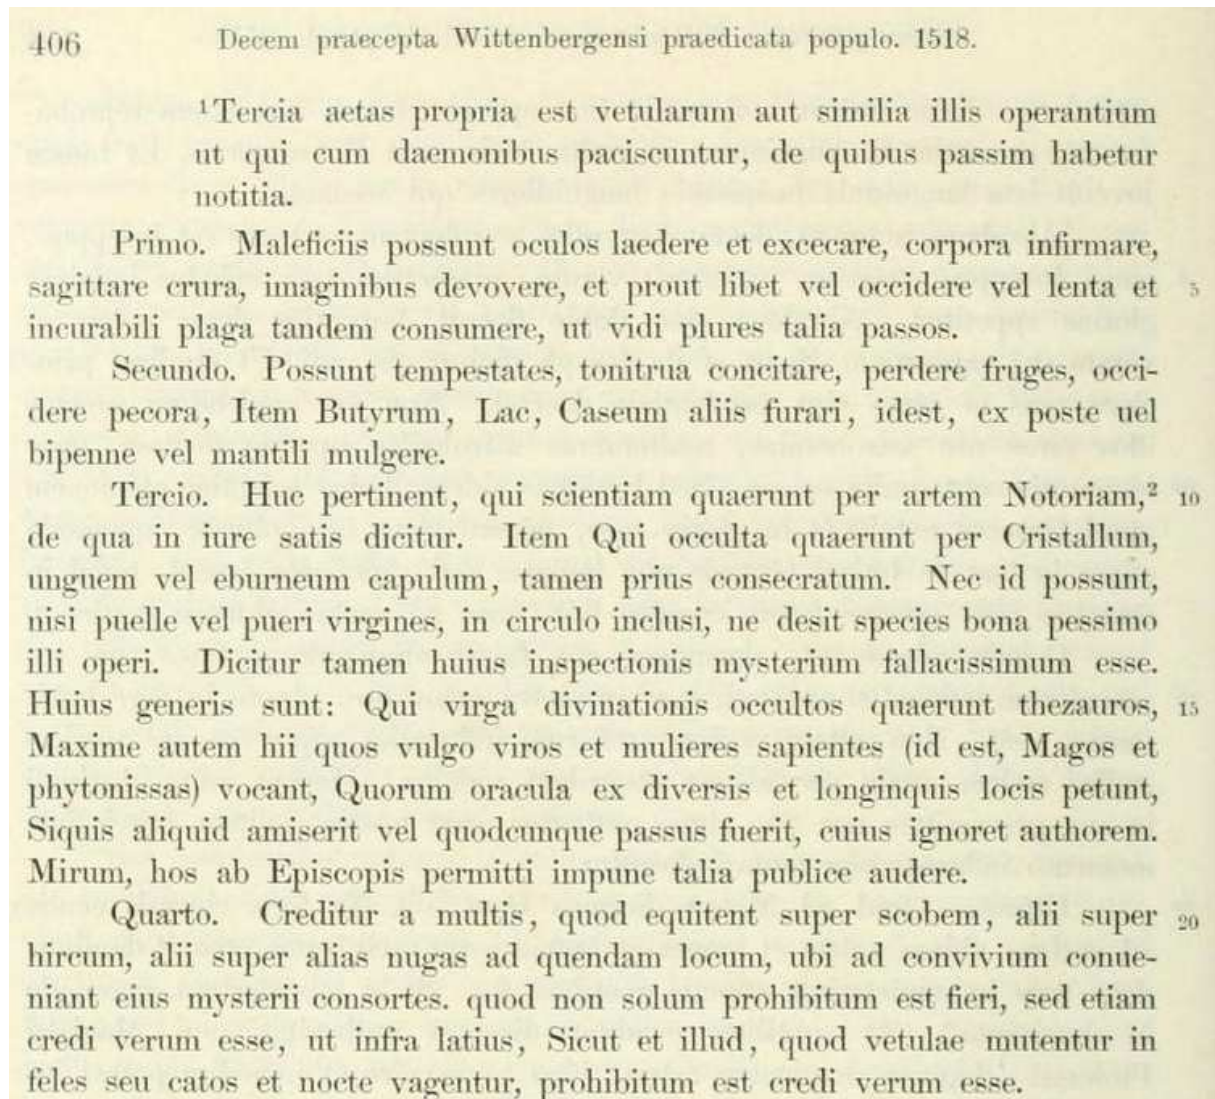 406 Decem praecepta Wittenbergensi praedicata populo. 1518.
¹Tercia aetas propria est vetularum aut similia illis operantium
ut qui cum daemonibus paciscuntur, de quibus passim habetur
notitia.
Primo. Maleficiis possunt oculos laedere et excecare, corpora infirmare,
sagittare crura, imaginibus devovere, et prout libet vel occidere vel lenta et 5
incurabili plaga tandem consumere, ut vidi plures talia passos.
Secundo. Possunt tempestates, tonitrua concitare, perdere fruges, occi-
dere pecora, Item Butyrum, Lac, Caseum aliis furari, idest, ex poste uel
bipenne vel mantili mulgere.
Tercio. Huc pertinent, qui scientiam quaerunt per artem Notoriam,² 10
de qua in iure satis dicitur. Item Qui occulta quaerunt per Cristallum,
unguem vel eburneum capulum, tamen prius consecratum. Nec id possunt,
nisi puelle vel pueri virgines, in circulo inclusi, ne desit species bona pessimo
illi operi. Dicitur tamen huius inspectionis mysterium fallacissimum esse.
Huius generis sunt: Qui virga divinationis occultos quaerunt thezauros, 15
Maxime autem hii quos vulgo viros et mulieres sapientes (id est, Magos et
phytonissas) vocant, Quorum oracula ex diversis et longinquis locis petunt,
Siquis aliquid amiserit vel quodcunque passus fuerit, cuius ignoret authorem.
Mirum, hos ab Episcopis permitti impune talia publice audere.
Quarto. Creditur a multis, quod equitent super scobem, alii super 20
hircum, alii super alias nugas ad quendam locum, ubi ad convivium conue-
niant eius mysterii consortes. quod non solum prohibitum est fieri, sed etiam
credi verum esse, ut infra latius, Sicut et illud, quod vetulae mutentur in
feles seu catos et nocte vagentur, prohibitum est credi verum esse.